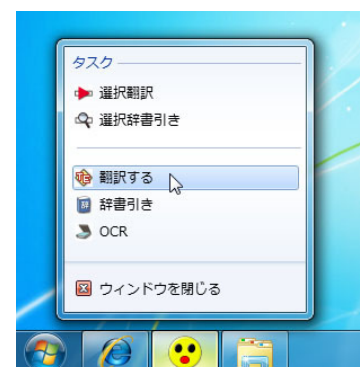 タスク
選択翻訳
選択辞書引き
翻訳する
辞書引き
OCR
ウィンドウを閉じる